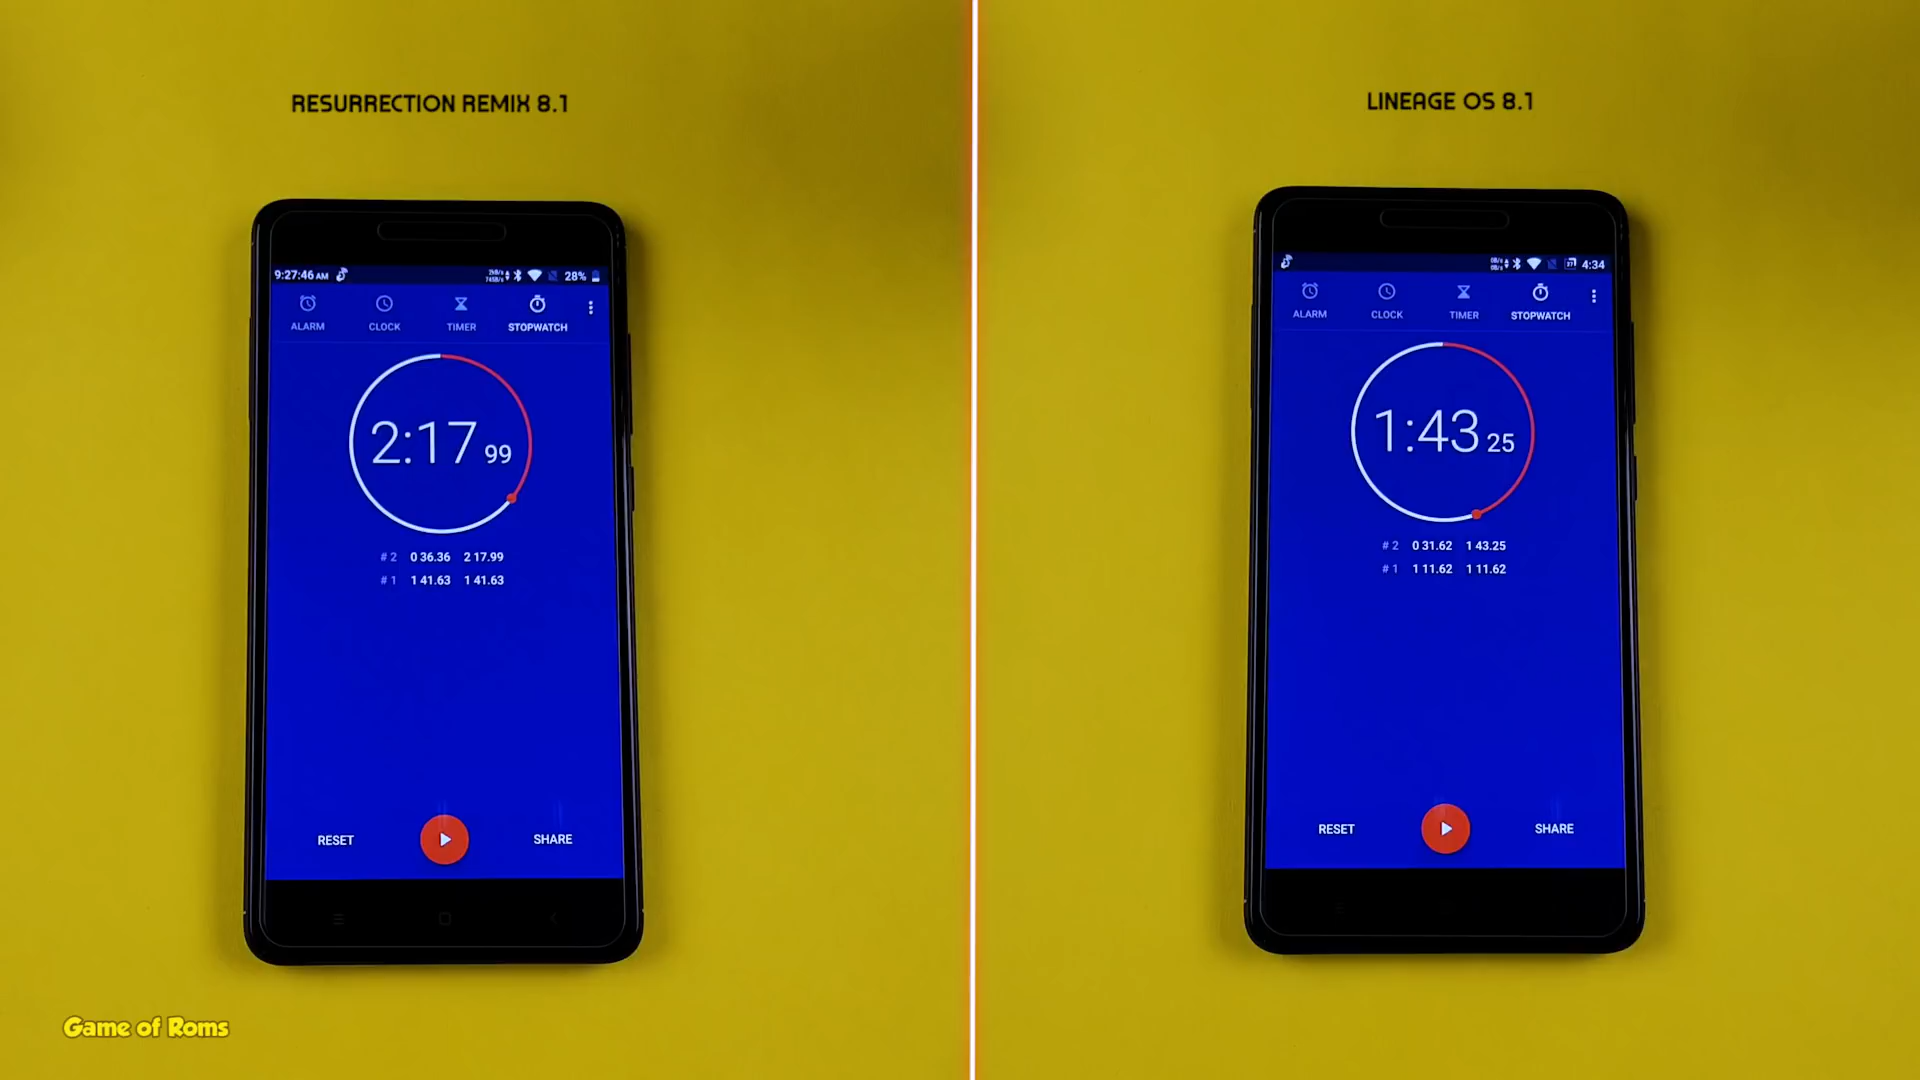 RESURRECTION REMIX 8.1
9:27:46 AM 28%
ALARM CLOCK TIMER STOPWATCH
2:17 99
# 2 0 36.36 2 17.99
# 1 1 41.63 1 41.63
RESET SHARE
LINEAGE OS 8.1
4:34
ALARM CLOCK TIMER STOPWATCH
1:43 25
# 2 0 31.62 1 43.25
# 1 1 11.62 1 11.62
RESET SHARE
Game of Roms